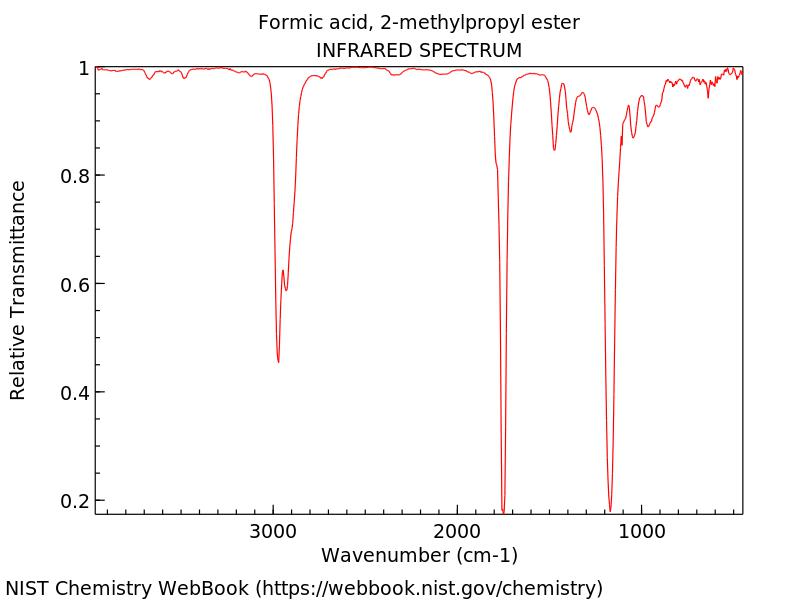 Formic acid, 2-methylpropyl ester
INFRARED SPECTRUM
1
0.8
0.6
0.4
0.2
Relative Transmittance
3000 2000 1000
Wavenumber (cm-1)
NIST Chemistry WebBook (https://webbook.nist.gov/chemistry)